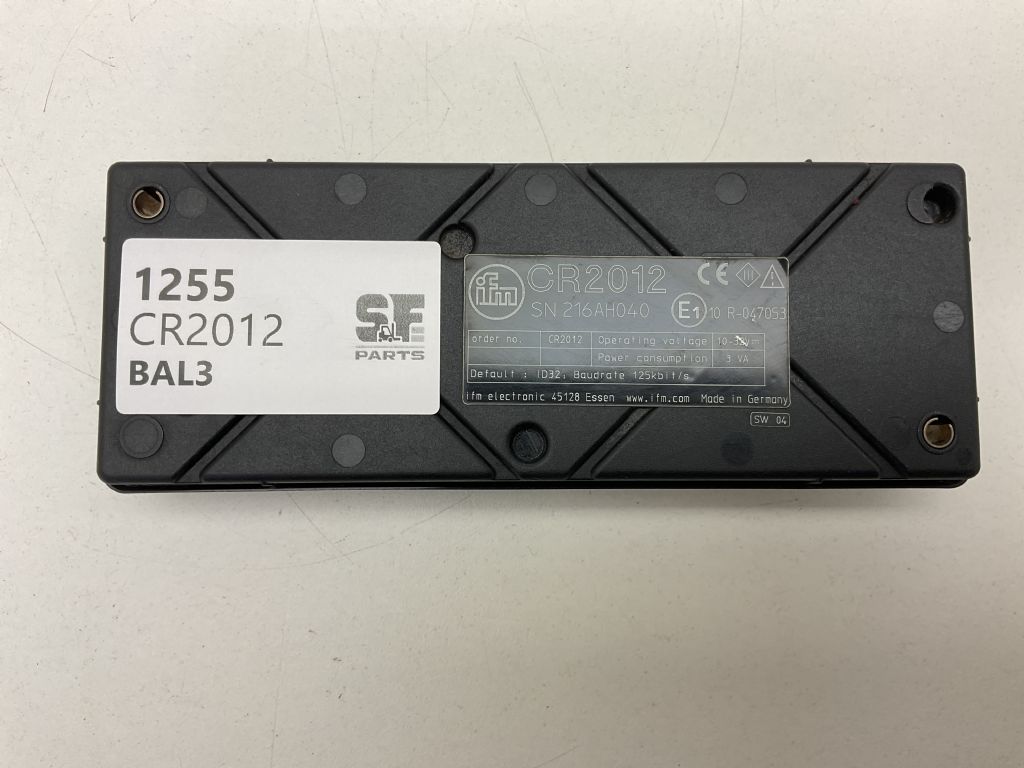 1255
CR2012
BAL3
SF
PARTS
ifm
CR2012
CE
SN 216AH040
E1 10 R-047053
order no. CR2012 Operating voltage
Power consumption 3 VA
Default : ID32; Baudrate 125kbit/s
ifm electronic 45128 Essen www.ifm.com Made in Germany
SW 04